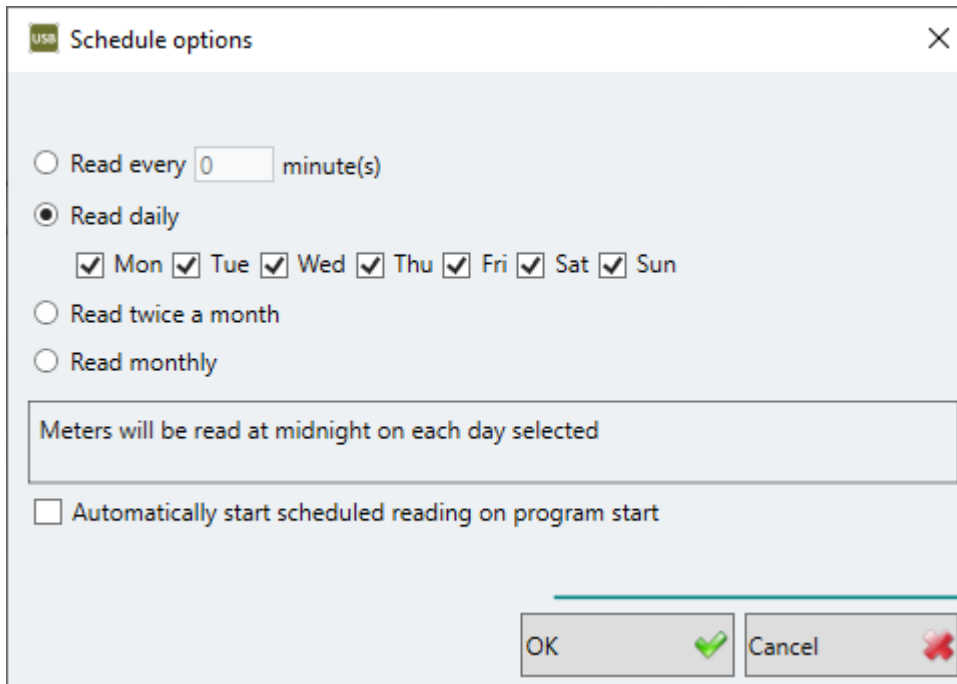 USB Schedule options
Read every 0 minute(s)
Read daily
Mon Tue Wed Thu Fri Sat Sun
Read twice a month
Read monthly
Meters will be read at midnight on each day selected
Automatically start scheduled reading on program start
OK Cancel